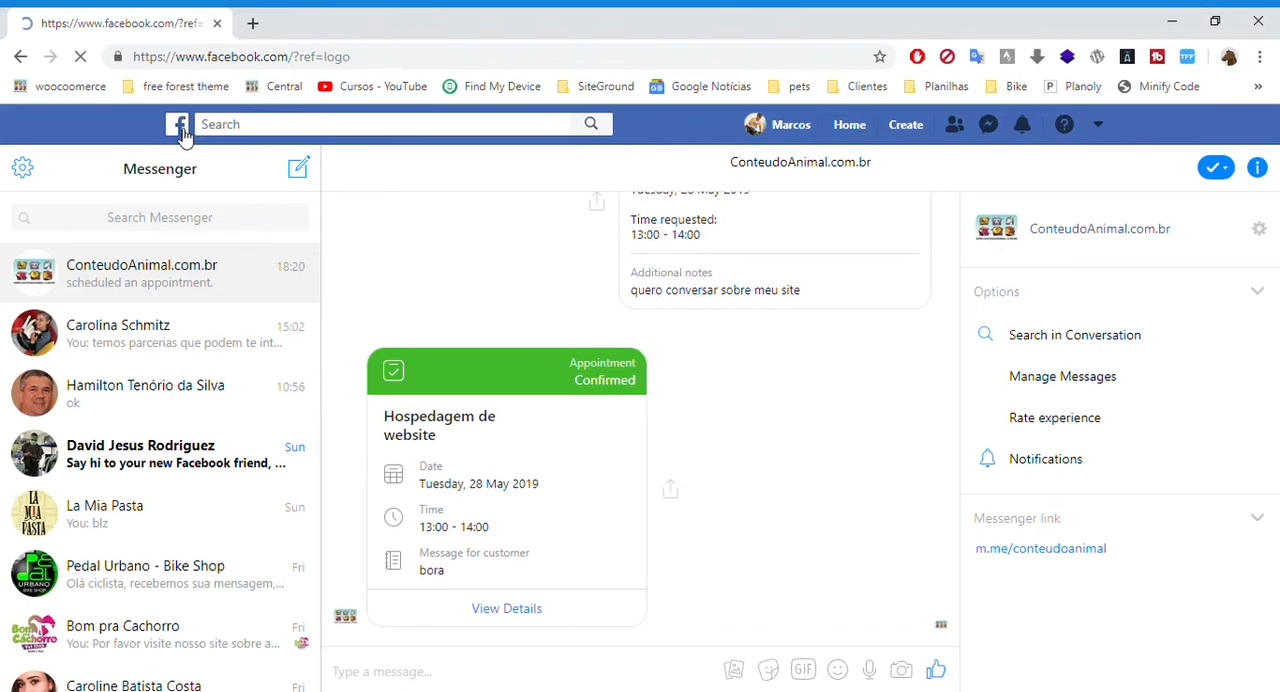 https://www.facebook.com/?ref=
https://www.facebook.com/?ref=logo
woocoomerce
free forest theme
Central
Cursos - YouTube
Find My Device
SiteGround
Google Notícias
pets
Clientes
Planilhas
Bike
Planoly
Minify Code
Search
Marcos
Home
Create
Messenger
Search Messenger
ConteudoAnimal.com.br
18:20
scheduled an appointment.
Carolina Schmitz
15:02
You: temos parcerias que podem te int...
Hamilton Tenório da Silva
10:56
ok
David Jesus Rodriguez
Sun
Say hi to your new Facebook friend, ...
La Mia Pasta
Sun
You: blz
Pedal Urbano - Bike Shop
Fri
Olá ciclista, recebemos sua mensagem,...
Bom pra Cachorro
Fri
You: Por favor visite nosso site sobre a...
Caroline Batista Costa
Fri
ConteudoAnimal.com.br
Tuesday, 28 May 2019
Time requested:
13:00 - 14:00
Additional notes
quero conversar sobre meu site
Appointment
Confirmed
Hospedagem de
website
Date
Tuesday, 28 May 2019
Time
13:00 - 14:00
Message for customer
bora
View Details
Type a message...
GIF
ConteudoAnimal.com.br
Options
Search in Conversation
Manage Messages
Rate experience
Notifications
Messenger link
m.me/conteudoanimal